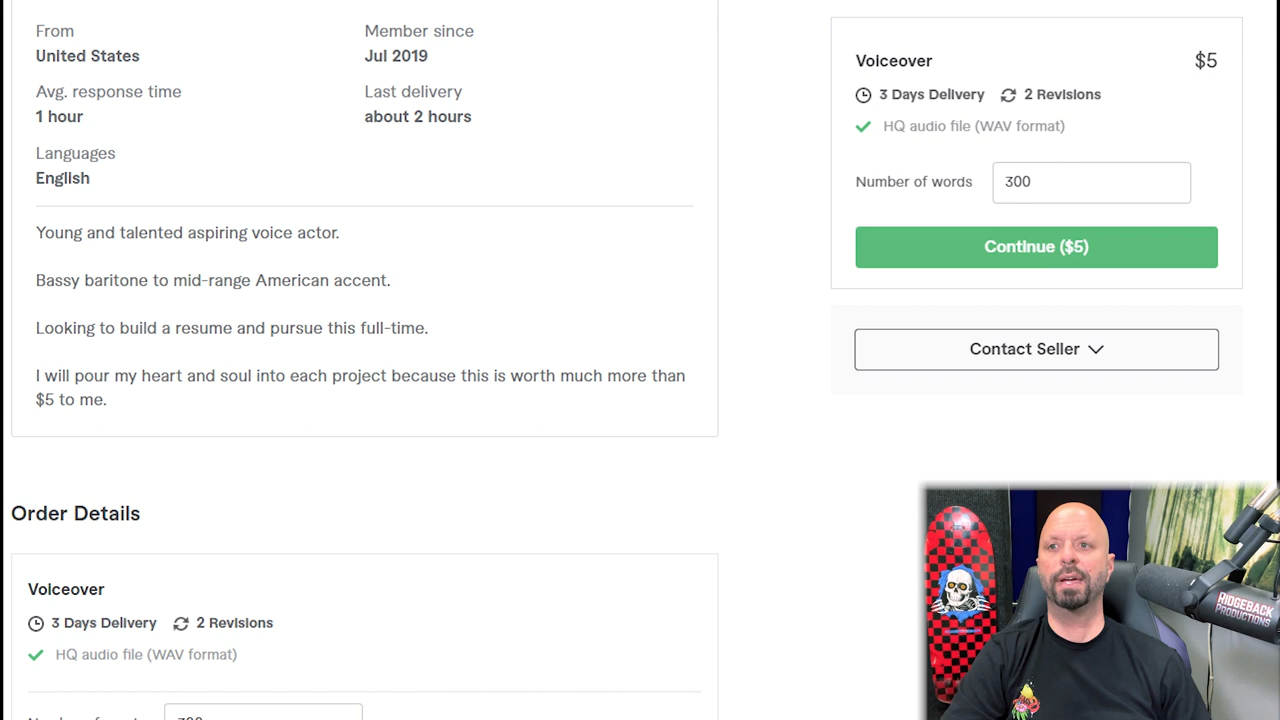 From
United States
Member since
Jul 2019
Avg. response time
1 hour
Last delivery
about 2 hours
Languages
English
Young and talented aspiring voice actor.
Bassy baritone to mid-range American accent.
Looking to build a resume and pursue this full-time.
I will pour my heart and soul into each project because this is worth much more than
$5 to me.
Order Details
Voiceover
3 Days Delivery 2 Revisions
HQ audio file (WAV format)
Voiceover $5
3 Days Delivery 2 Revisions
HQ audio file (WAV format)
Number of words 300
Continue ($5)
Contact Seller
RIDGEBACK
PRODUCTIONS